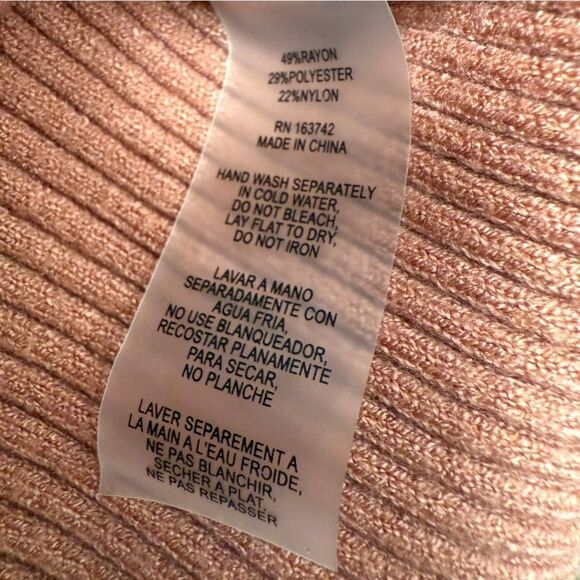 49%RAYON
29%POLYESTER
22%NYLON
RN 163742
MADE IN CHINA
HAND WASH SEPARATELY
IN COLD WATER,
DO NOT BLEACH,
LAY FLAT TO DRY,
DO NOT IRON
LAVAR A MANO
SEPARADAMENTE CON
AGUA FRIA,
NO USE BLANQUEADOR,
RECOSTAR PLANAMENTE
PARA SECAR,
NO PLANCHE
LAVER SEPAREMENT A
LA MAIN A L'EAU FROIDE,
NE PAS BLANCHIR,
SECHER A PLAT,
NE PAS REPASSER